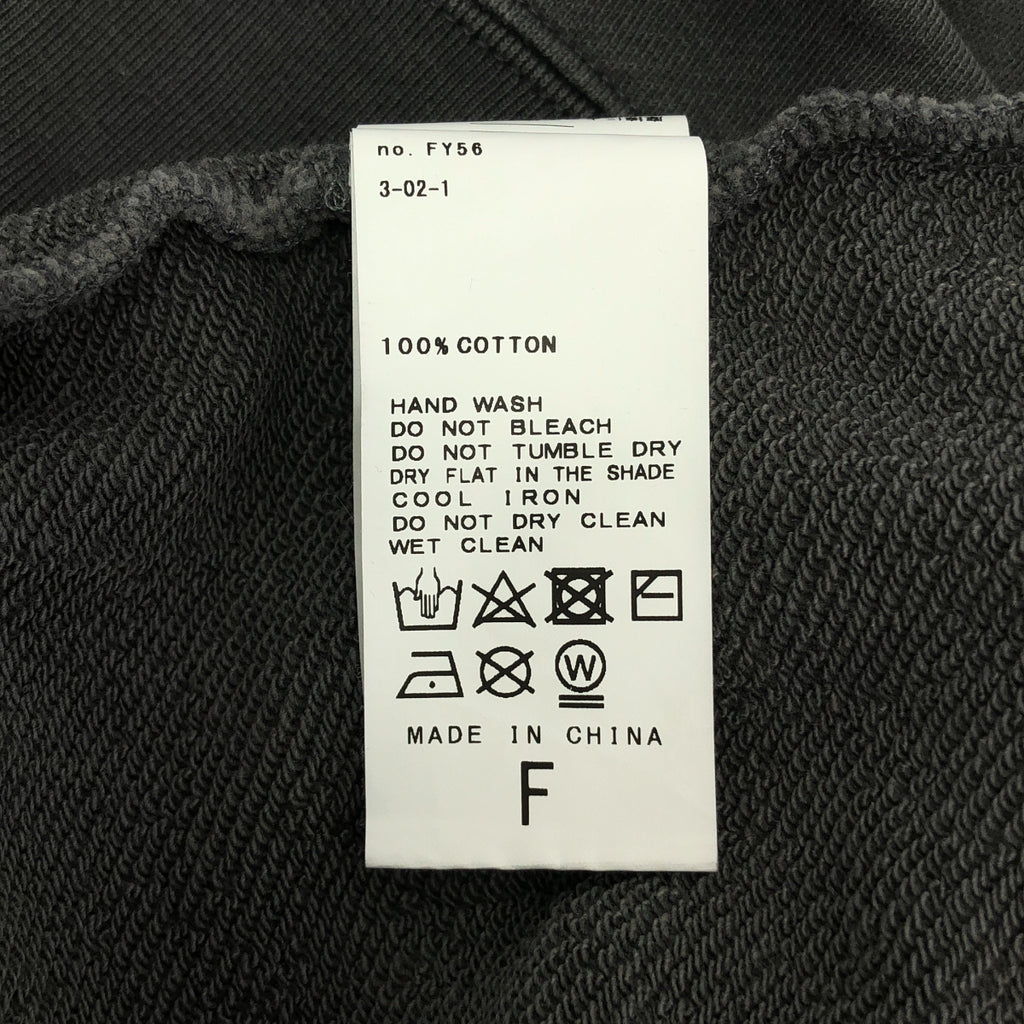 no. FY56
3-02-1
100% COTTON
HAND WASH
DO NOT BLEACH
DO NOT TUMBLE DRY
DRY FLAT IN THE SHADE
COOL IRON
DO NOT DRY CLEAN
WET CLEAN
W
MADE IN CHINA
F